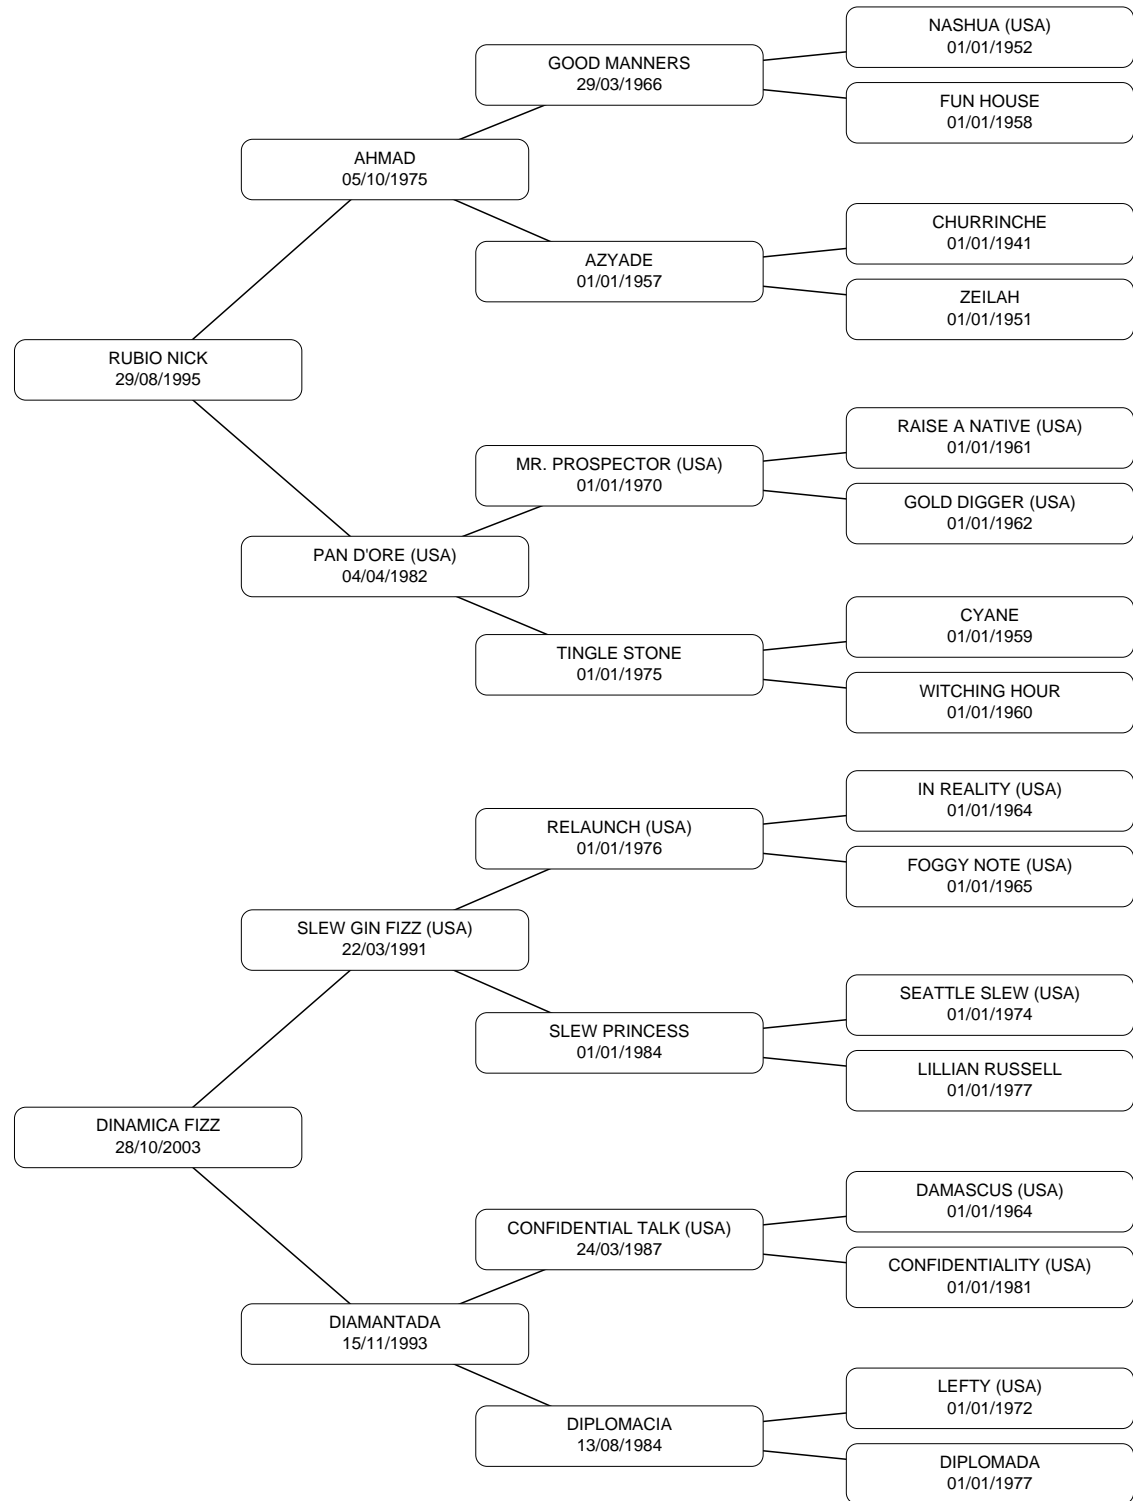 NASHUA (USA)
01/01/1952
GOOD MANNERS
29/03/1966
FUN HOUSE
01/01/1958
AHMAD
05/10/1975
CHURRINCHE
01/01/1941
AZYADE
01/01/1957
ZEILAH
01/01/1951
RUBIO NICK
29/08/1995
RAISE A NATIVE (USA)
01/01/1961
MR. PROSPECTOR (USA)
01/01/1970
GOLD DIGGER (USA)
01/01/1962
PAN D'ORE (USA)
04/04/1982
CYANE
01/01/1959
TINGLE STONE
01/01/1975
WITCHING HOUR
01/01/1960
IN REALITY (USA)
01/01/1964
RELAUNCH (USA)
01/01/1976
FOGGY NOTE (USA)
01/01/1965
SLEW GIN FIZZ (USA)
22/03/1991
SEATTLE SLEW (USA)
01/01/1974
SLEW PRINCESS
01/01/1984
LILLIAN RUSSELL
01/01/1977
DINAMICA FIZZ
28/10/2003
DAMASCUS (USA)
01/01/1964
CONFIDENTIAL TALK (USA)
24/03/1987
CONFIDENTIALITY (USA)
01/01/1981
DIAMANTADA
15/11/1993
LEFTY (USA)
01/01/1972
DIPLOMACIA
13/08/1984
DIPLOMADA
01/01/1977